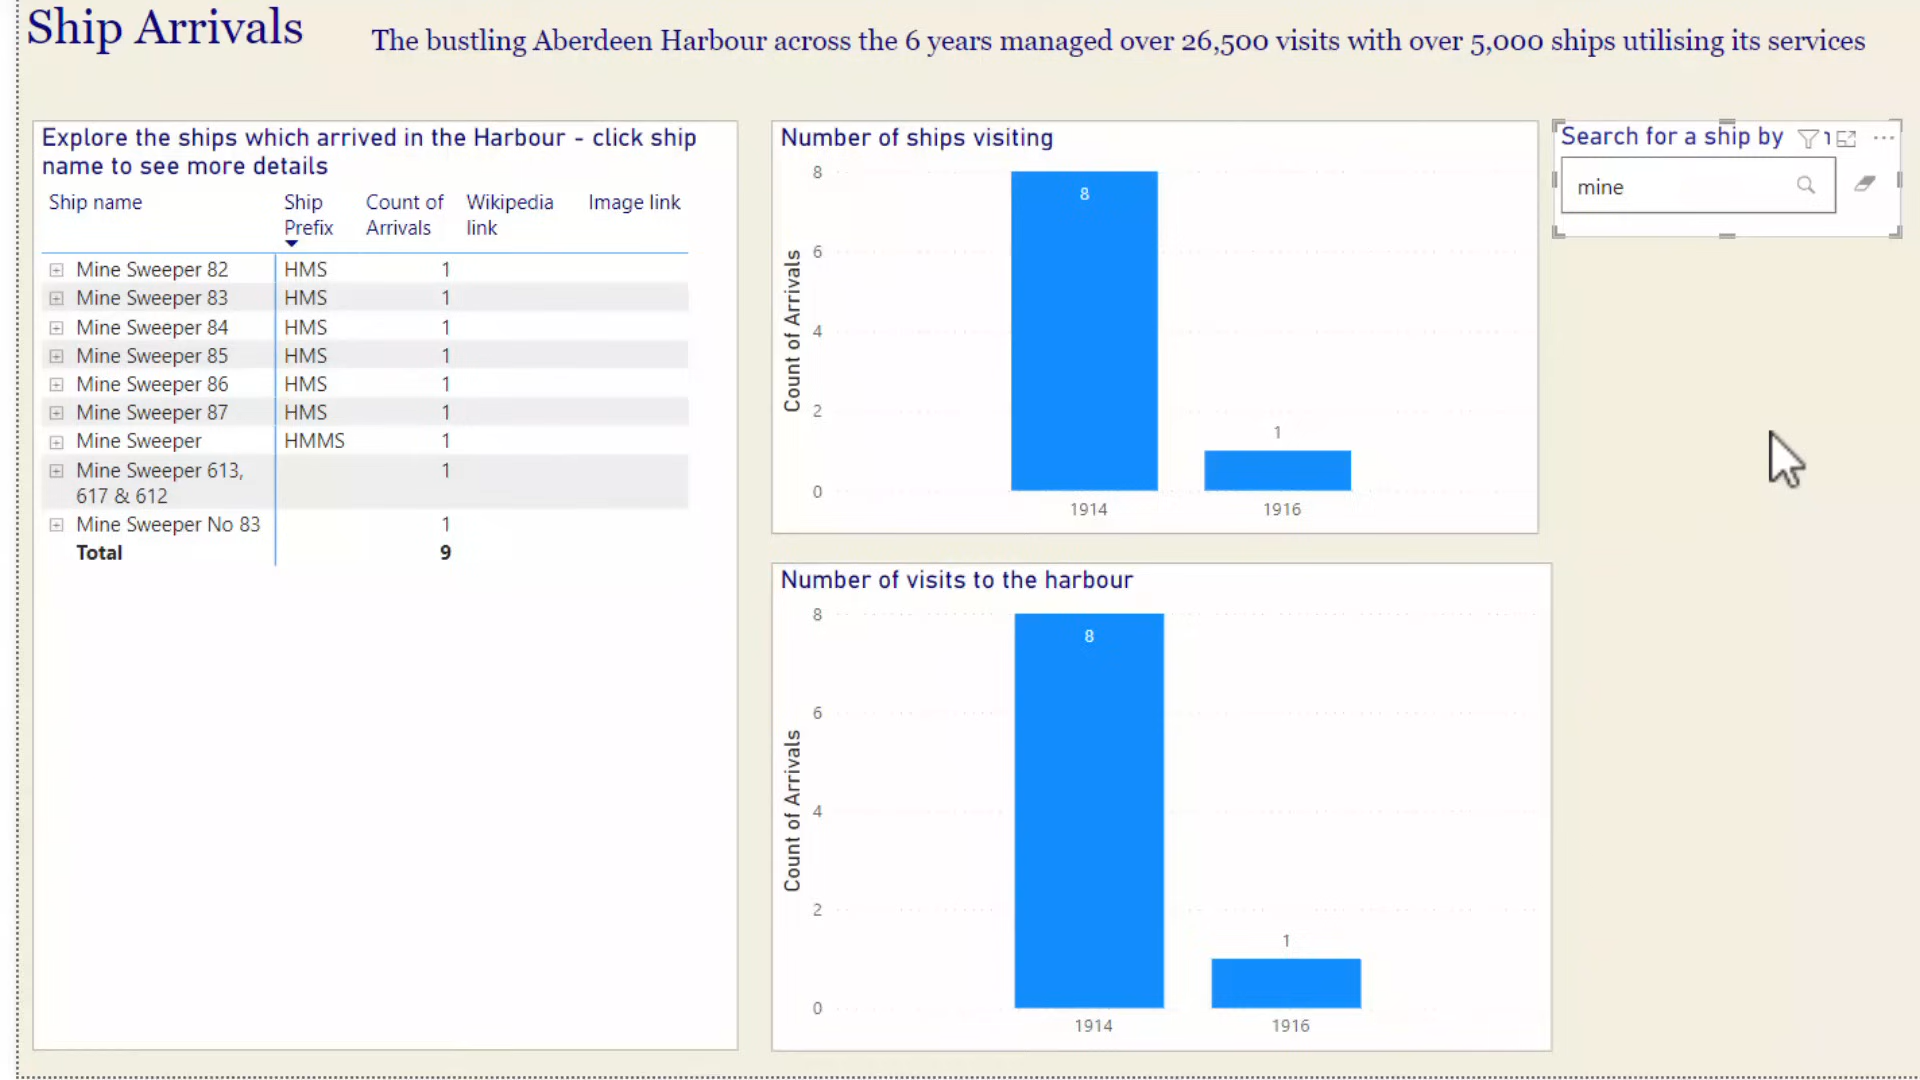 Ship Arrivals
The bustling Aberdeen Harbour across the 6 years managed over 26,500 visits with over 5,000 ships utilising its services
Explore the ships which arrived in the Harbour - click ship
name to see more details
Ship name Ship Prefix Count of Arrivals Wikipedia link Image link
Mine Sweeper 82 HMS 1
Mine Sweeper 83 HMS 1
Mine Sweeper 84 HMS 1
Mine Sweeper 85 HMS 1
Mine Sweeper 86 HMS 1
Mine Sweeper 87 HMS 1
Mine Sweeper HMMS 1
Mine Sweeper 613, 1
617 & 612
Mine Sweeper No 83 1
Total 9
Number of ships visiting
Count of Arrivals
8
6
4
2
0
8
1
1914 1916
Number of visits to the harbour
Count of Arrivals
8
6
4
2
0
8
1
1914 1916
Search for a ship by
mine